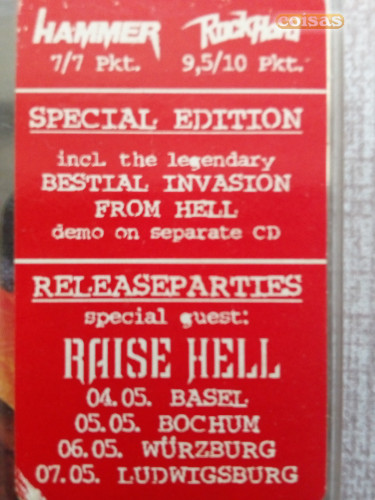 coisas
HAMMER ROCKHARD
7/7 Pkt. 9,5/10 Pkt.
SPECIAL EDITION
incl. the legendary
BESTIAL INVASION
FROM HELL
demo on separate CD
RELEASEPARTIES
special guest:
RAISE HELL
04.05. BASEL
05.05. BOCHUM
06.05. WÜRZBURG
07.05. LUDWIGSBURG